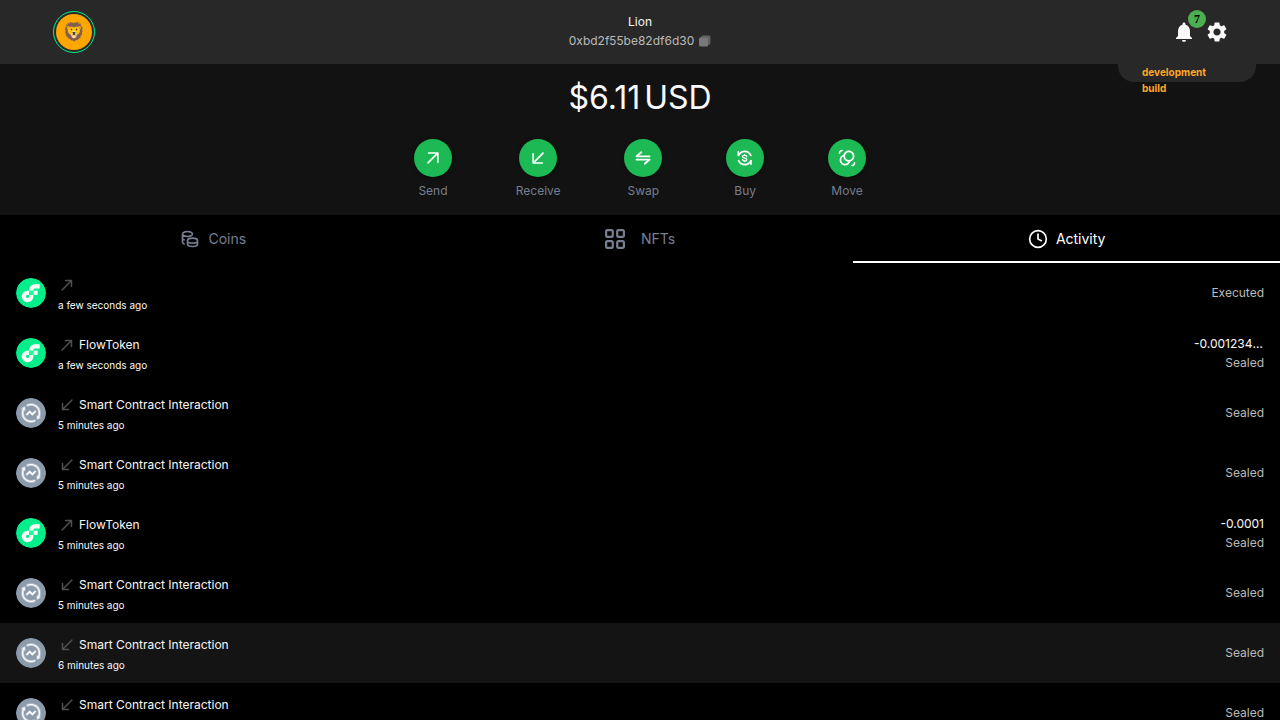 Lion
0xbd2f55be82df6d30
7
development
build
$6.11 USD
Send
Receive
Swap
Buy
Move
Coins
NFTs
Activity
a few seconds ago
Executed
FlowToken
a few seconds ago
-0.001234...
Sealed
Smart Contract Interaction
5 minutes ago
Sealed
Smart Contract Interaction
5 minutes ago
Sealed
FlowToken
5 minutes ago
-0.0001
Sealed
Smart Contract Interaction
5 minutes ago
Sealed
Smart Contract Interaction
6 minutes ago
Sealed
Smart Contract Interaction
Sealed